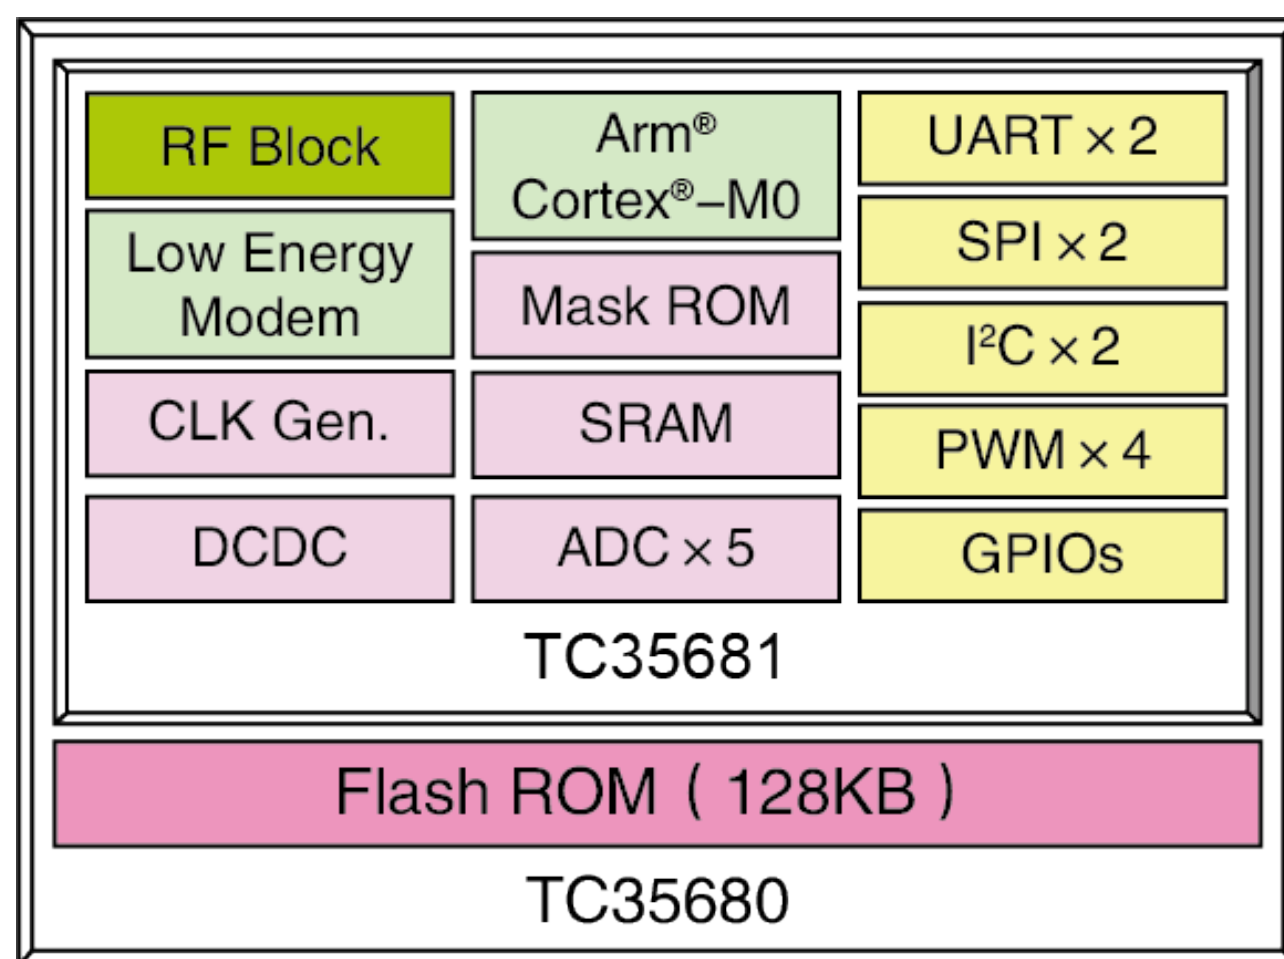 RF Block
Low Energy
Modem
CLK Gen.
DCDC
Arm®
Cortex®–M0
Mask ROM
SRAM
ADC × 5
UART × 2
SPI × 2
I²C × 2
PWM × 4
GPIOs
TC35681
Flash ROM ( 128KB )
TC35680